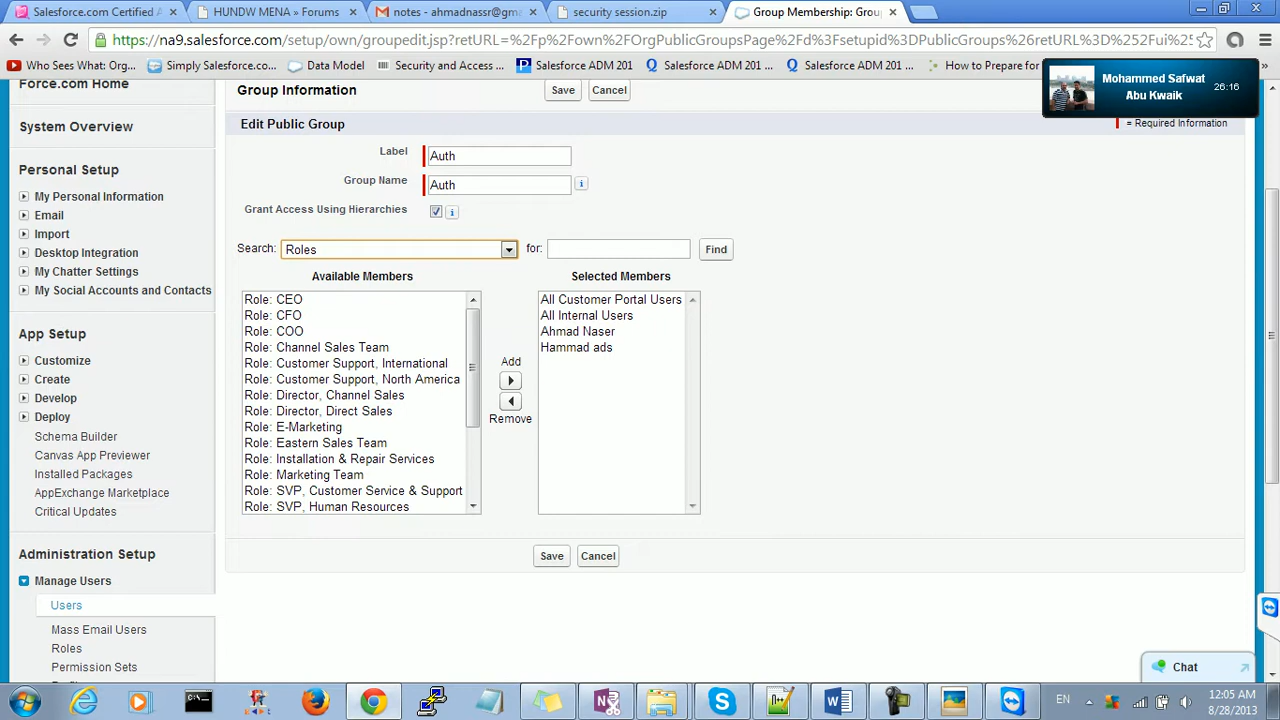 Salesforce.com Certified A
HUNDW MENA » Forums
notes - ahmadnassr@gma
security session.zip
Group Membership: Grou
https://na9.salesforce.com/setup/own/groupedit.jsp?retURL=%2Fp%2Fown%2FOrgPublicGroupsPage%2Fd%3Fsetupid%3DPublicGroups%26retURL%3D%252Fui%25
Who Sees What: Org...
Simply Salesforce.co
Data Model
Security and Access ...
Salesforce ADM 201
Salesforce ADM 201 ...
Salesforce ADM 201 ...
How to Prepare for
Mohammed Safwat
Abu Kwaik
26:16
Force.com Home
System Overview
Personal Setup
My Personal Information
Email
Import
Desktop Integration
My Chatter Settings
My Social Accounts and Contacts
App Setup
Customize
Create
Develop
Deploy
Schema Builder
Canvas App Previewer
Installed Packages
AppExchange Marketplace
Critical Updates
Administration Setup
Manage Users
Users
Mass Email Users
Roles
Permission Sets
Group Information
Save
Cancel
Edit Public Group
= Required Information
Label
Auth
Group Name
Auth
Grant Access Using Hierarchies
Search:
Roles
for:
Find
Available Members
Role: CEO
Role: CFO
Role: COO
Role: Channel Sales Team
Role: Customer Support, International
Role: Customer Support, North America
Role: Director, Channel Sales
Role: Director, Direct Sales
Role: E-Marketing
Role: Eastern Sales Team
Role: Installation & Repair Services
Role: Marketing Team
Role: SVP, Customer Service & Support
Role: SVP, Human Resources
Add
Remove
Selected Members
All Customer Portal Users
All Internal Users
Ahmad Naser
Hammad ads
Save
Cancel
Chat
EN
12:05 AM
8/28/2013